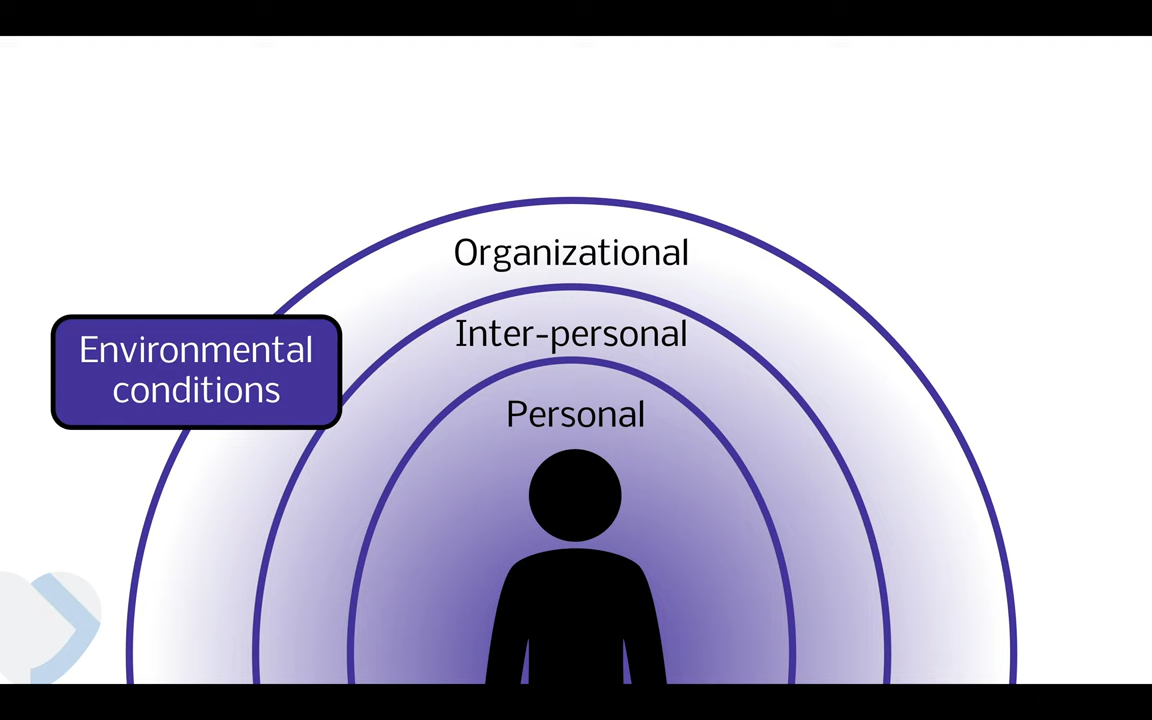 Organizational
Inter-personal
Environmental
conditions
Personal